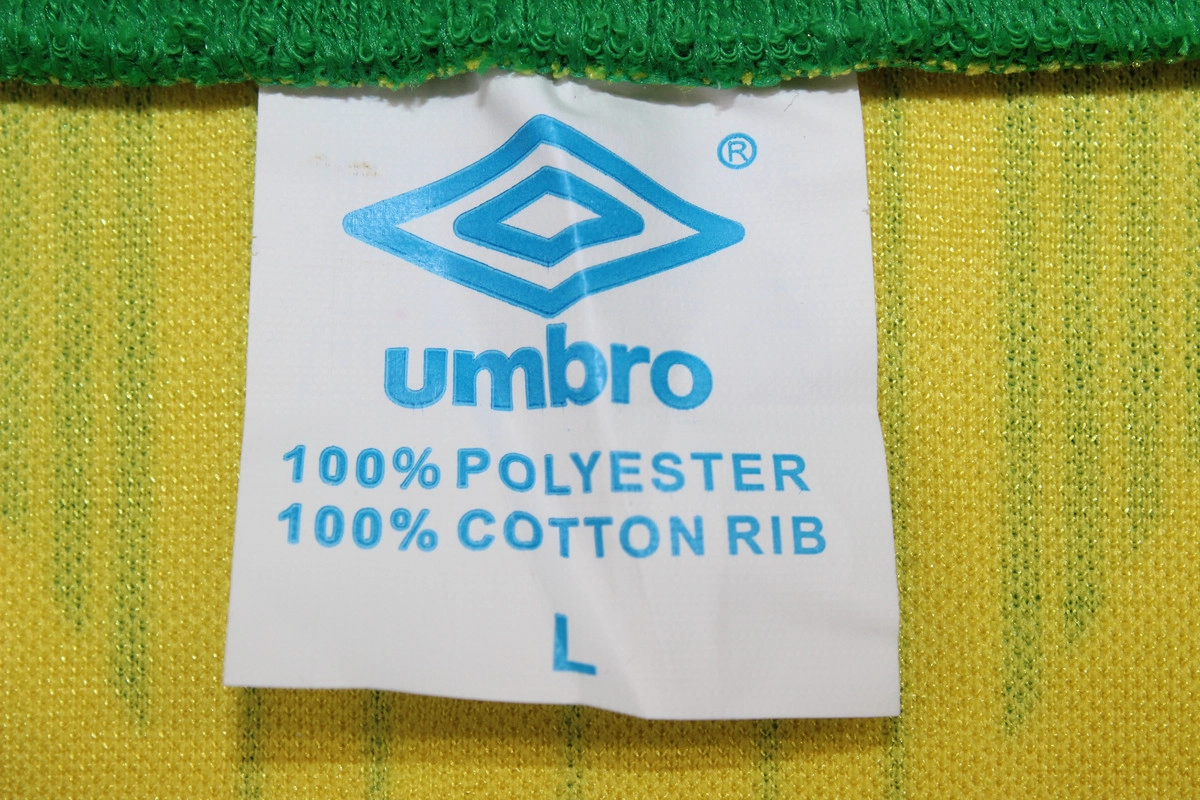 ®
umbro
100% POLYESTER
100% COTTON RIB
L